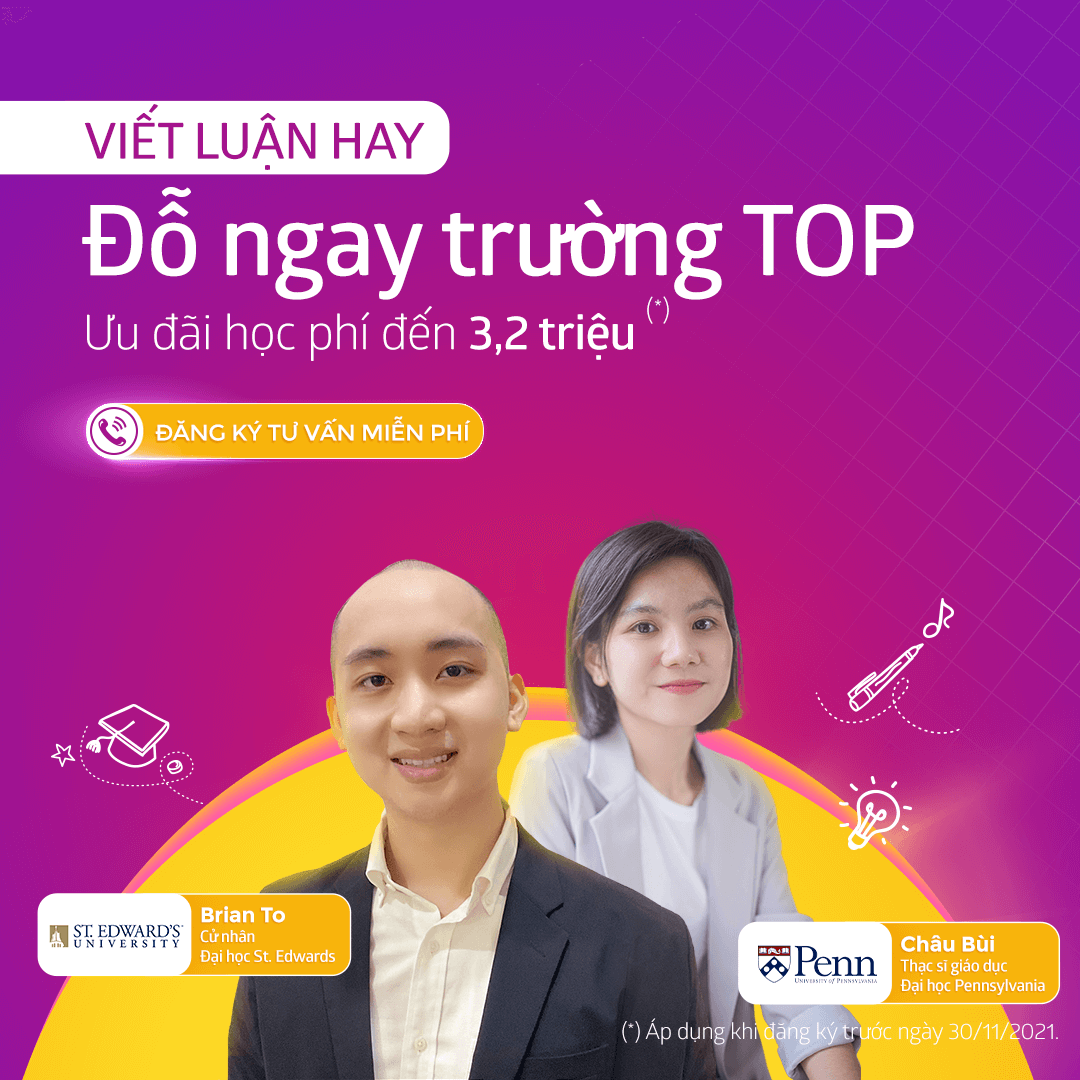 VIẾT LUẬN HAY
Đỗ ngay trường TOP
Ưu đãi học phí đến 3,2 triệu (*)
ĐĂNG KÝ TƯ VẤN MIỄN PHÍ
ST. EDWARD'S
UNIVERSITY
Brian To
Cử nhân
Đại học St. Edwards
Penn
UNIVERSITY OF PENNSYLVANIA
Châu Bùi
Thạc sĩ giáo dục
Đại học Pennsylvania
(*) Áp dụng khi đăng ký trước ngày 30/11/2021.